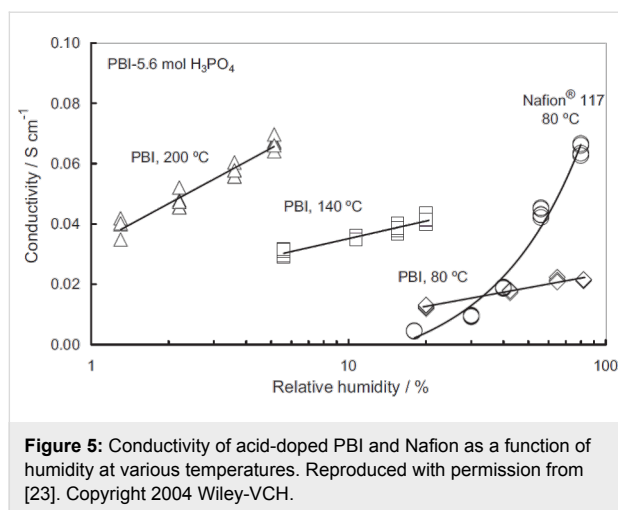 PBI-5.6 mol H₃PO₄
Nafion® 117
80 ºC
PBI, 200 ºC
PBI, 140 ºC
PBI, 80 ºC
Conductivity / S cm⁻¹
0.10
0.08
0.06
0.04
0.02
0.00
1
10
100
Relative humidity / %
Figure 5: Conductivity of acid-doped PBI and Nafion as a function of
humidity at various temperatures. Reproduced with permission from
[23]. Copyright 2004 Wiley-VCH.